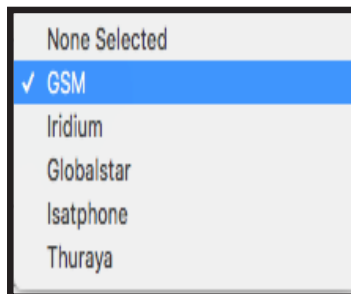 None Selected
✓ GSM
Iridium
Globalstar
Isatphone
Thuraya